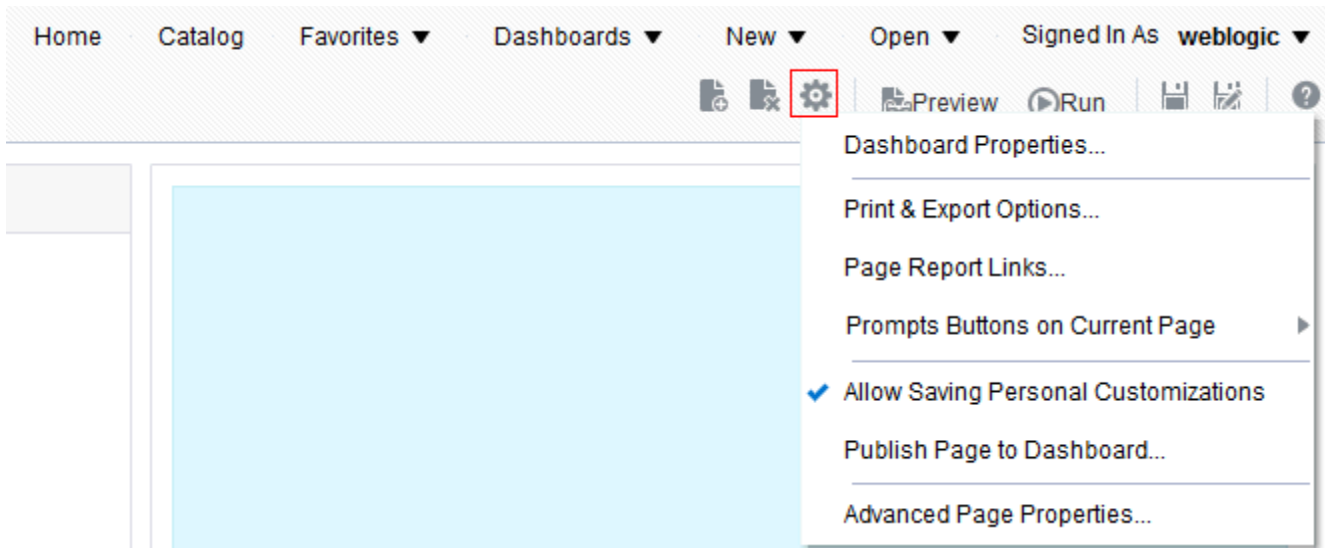 Home Catalog Favorites ▼ Dashboards ▼ New ▼ Open ▼ Signed In As weblogic ▼
Preview Run ?
Dashboard Properties...
Print & Export Options...
Page Report Links...
Prompts Buttons on Current Page
Allow Saving Personal Customizations
Publish Page to Dashboard...
Advanced Page Properties...